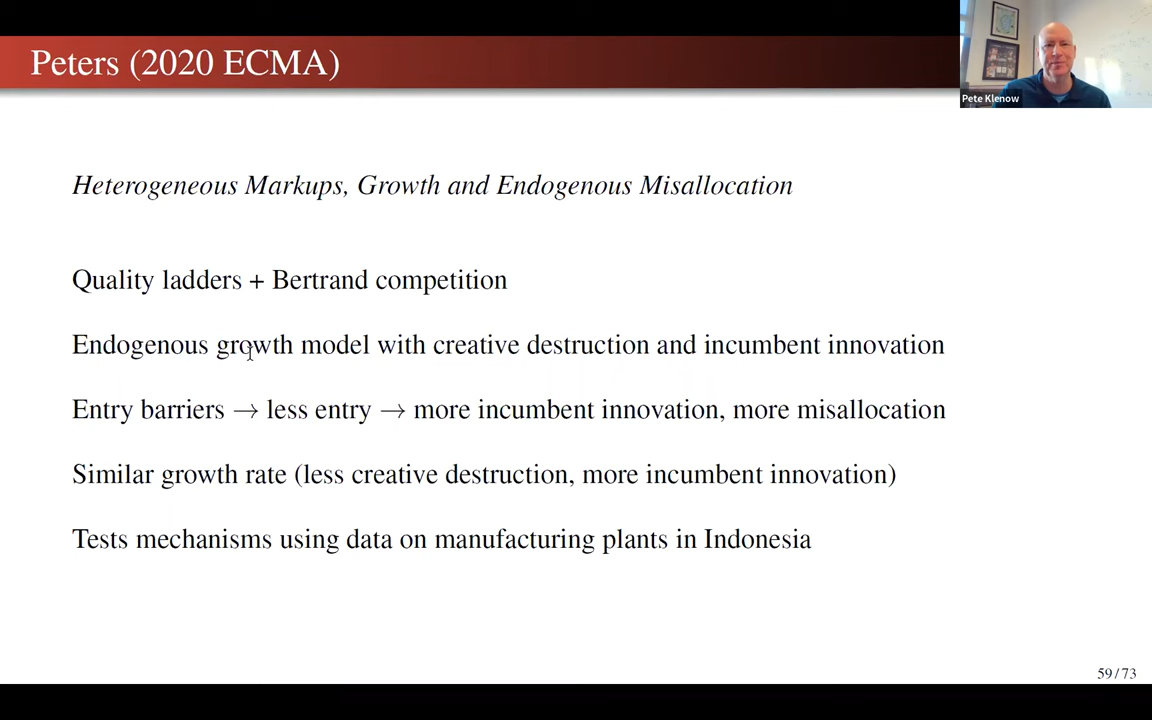 Peters (2020 ECMA)
Pete Klenow
Heterogeneous Markups, Growth and Endogenous Misallocation
Quality ladders + Bertrand competition
Endogenous growth model with creative destruction and incumbent innovation
Entry barriers → less entry → more incumbent innovation, more misallocation
Similar growth rate (less creative destruction, more incumbent innovation)
Tests mechanisms using data on manufacturing plants in Indonesia
59 / 73